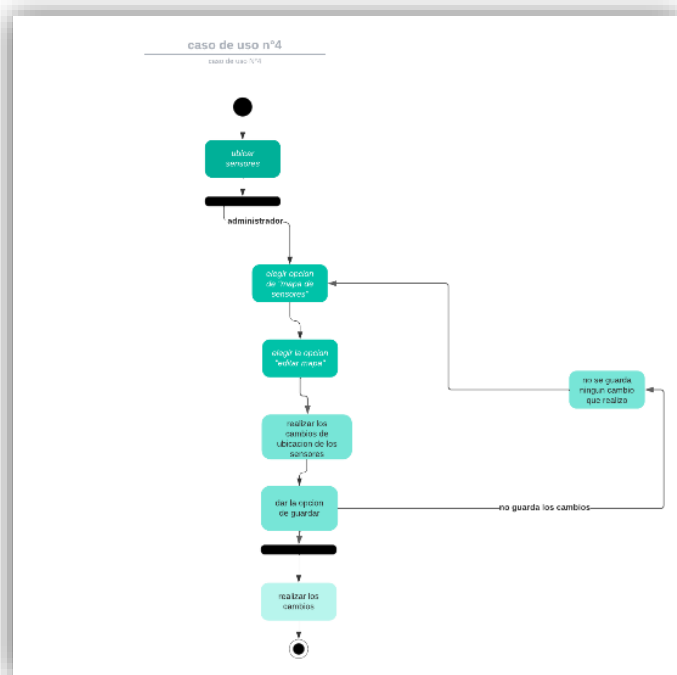 caso de uso n°4
caso de uso N°4
ubicar
sensores
administrador
elegir opcion
de "mapa de
sensores"
elegir la opcion
"editar mapa"
no se guarda
ningun cambio
que realizo
realizar los
cambios de
ubicacion de los
sensores
dar la opcion
de guardar
no guarda los cambios
realizar los
cambios